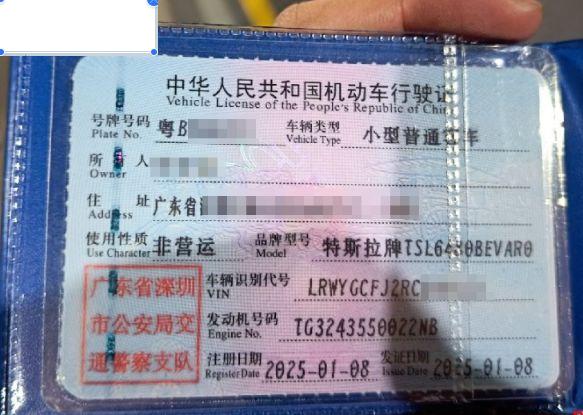 中华人民共和国机动车行驶证
Vehicle License of the People's Republic of China
号牌号码 粤B 车辆类型 小型普通客车
Plate No. Vehicle Type
所 人
Owner
住 址 广东省
Address
使用性质 非营运 品牌型号 特斯拉牌TSL6480BEVAR0
Use Character Model
广东省深圳
市公安局交
通警察支队
车辆识别代号 LRWYGCFJ2RC
VIN
发动机号码 TG3243550022NB
Engine No.
注册日期 2025-01-08 发证日期 2025-01-08
Register Date Issue Date